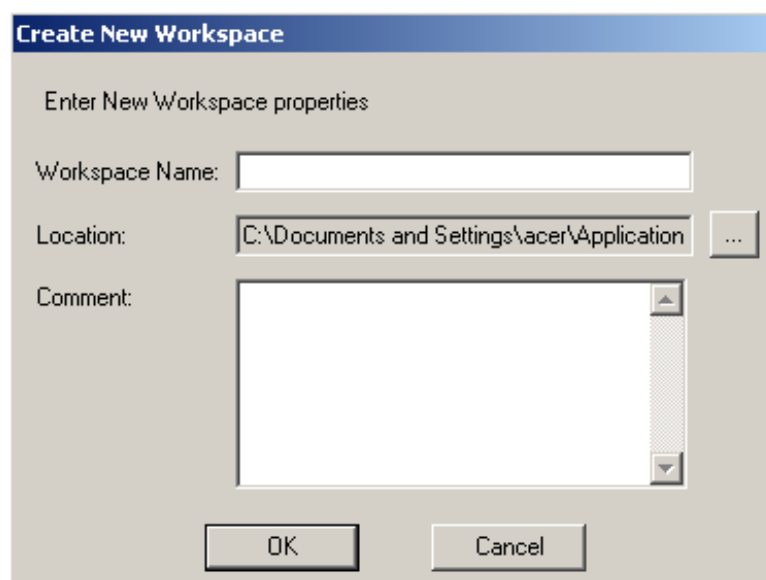 Create New Workspace
Enter New Workspace properties
Workspace Name:
Location: C:\Documents and Settings\acer\Application ...
Comment:
OK Cancel